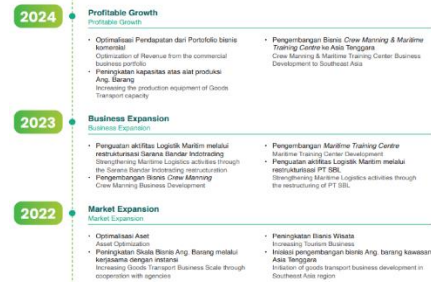 2024
Profitable Growth
Profitable Growth
• Optimalisasi Pendapatan dari Portofolio bisnis
komersial
Optimization of Revenue from the commercial
business portfolio
• Peningkatan kapasitas atas alat produksi
Ang. Barang
Increasing the production equipment of Goods
Transport capacity
• Pengembangan Bisnis Crew Manning & Maritime
Training Centre ke Asia Tenggara
Crew Manning & Maritime Training Center Business
Development to Southeast Asia
2023
Business Expansion
Business Expansion
• Penguatan aktifitas Logistik Maritim melalui
restrukturisasi Sarana Bandar Indotrading
Strengthening Maritime Logistics activities through
the Sarana Bandar Indotrading restructuration
• Pengembangan Bisnis Crew Manning
Crew Manning Business Development
• Pengembangan Maritime Training Centre
Maritime Training Center Development
• Penguatan aktifitas Logistik Maritim melalui
restrukturisasi PT SBL
Strengthening Maritime Logistics activities through
the restructuring of PT SBL
2022
Market Expansion
Market Expansion
• Optimalisasi Aset
Asset Optimization
• Peningkatan Skala Bisnis Ang. Barang melalui
kerjasama dengan instansi
Increasing Goods Transport Business Scale through
cooperation with agencies
• Peningkatan Bisnis Wisata
Increasing Tourism Business
• Inisiasi pengembangan bisnis Ang. barang kawasan
Asia Tenggara
Initiation of goods transport business development in
Southeast Asia region